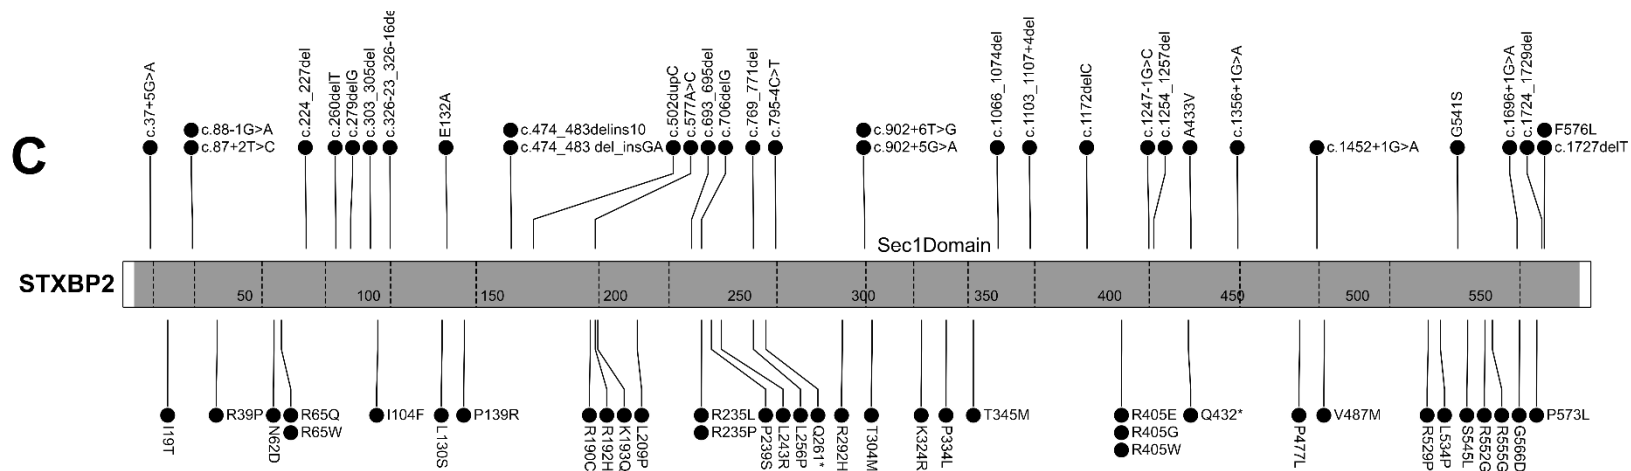 C
c.37+5G>A
c.88-1G>A
c.87+2T>C
c.224_227del
c.260delT
c.279delG
c.303_305del
c.326-23_326-16de
E132A
c.474_483delins10
c.474_483 del_insGA
c.502dupC
c.577A>C
c.693_695del
c.706delG
c.769_771del
c.795-4C>T
c.902+6T>G
c.902+5G>A
c.1066_1074del
c.1103_1107+4del
c.1172delC
c.1247-1G>C
c.1254_1257del
A433V
c.1356+1G>A
c.1452+1G>A
G541S
c.1696+1G>A
c.1724_1729del
F576L
c.1727delT
Sec1Domain
STXBP2
50 100 150 200 250 300 350 400 450 500 550
I19T
R39P
N62D
R65Q
R65W
I104F
L130S
P139R
R190C
R192H
K193Q
L209P
R235L
R235P
P239S
L243R
L256P
Q261*
R292H
T304M
K324R
P334L
T345M
R405E
R405G
R405W
Q432*
P477L
V487M
R529P
L534P
S545L
R552G
R555G
G566D
P573L